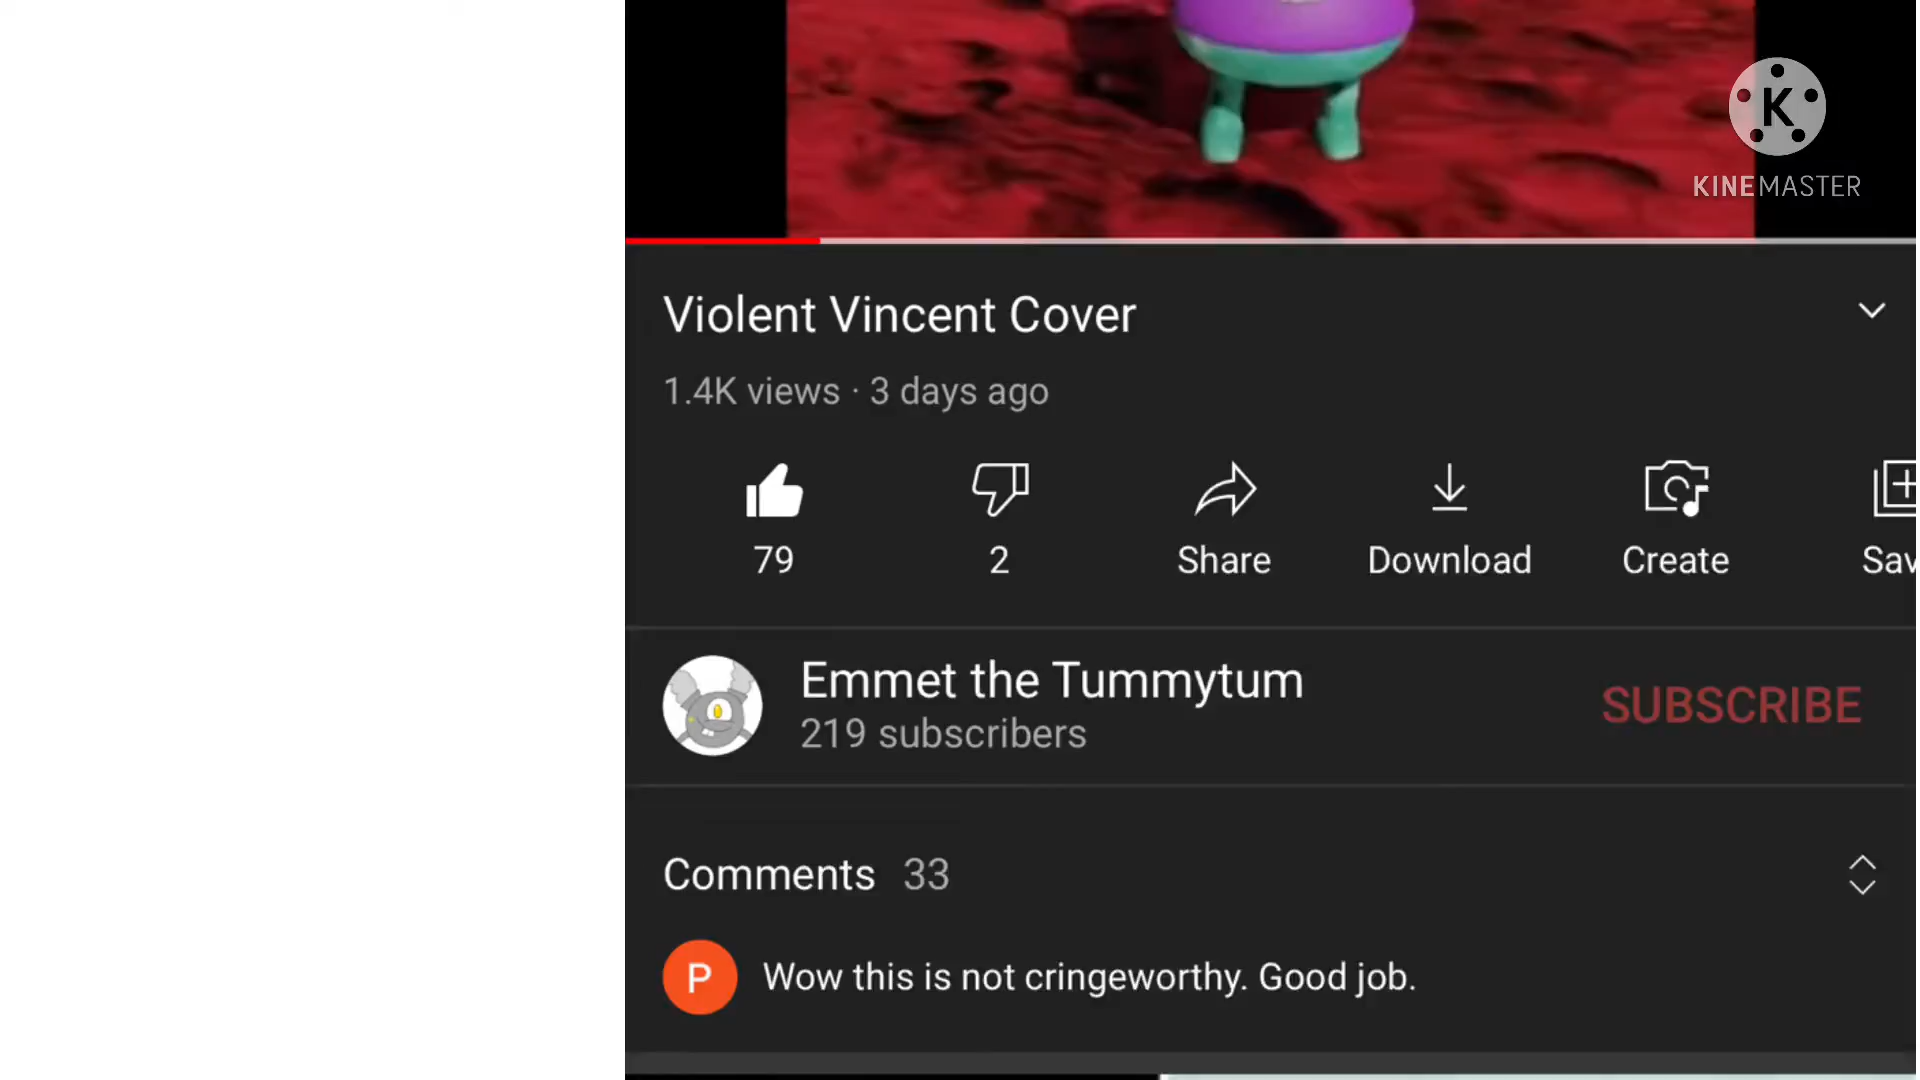 K
KINEMASTER
Violent Vincent Cover
1.4K views · 3 days ago
79 2 Share Download Create Sav
Emmet the Tummytum
219 subscribers
SUBSCRIBE
Comments 33
P Wow this is not cringeworthy. Good job.